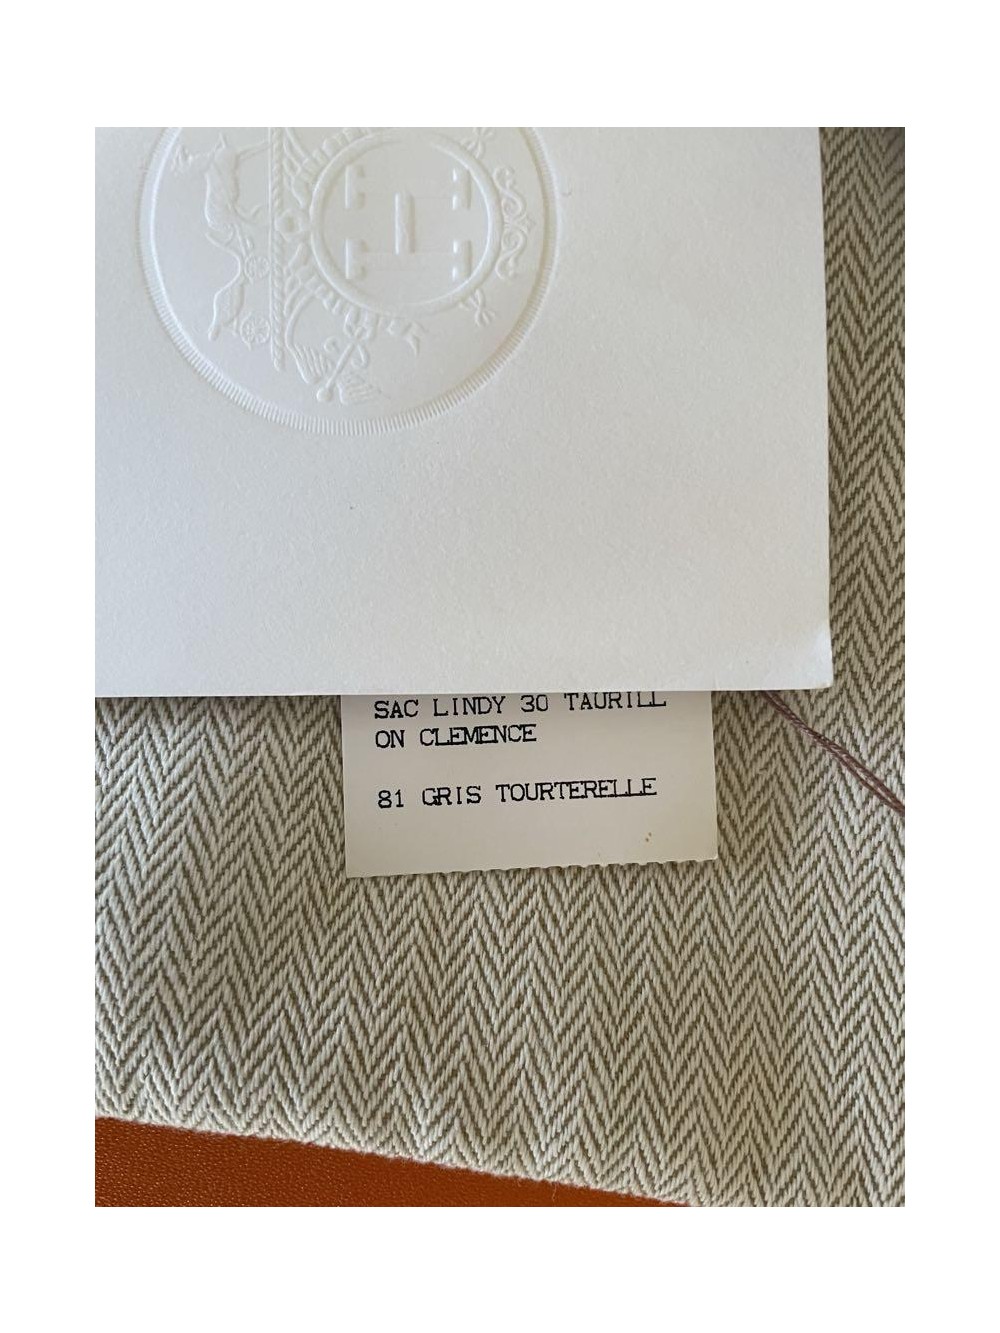 SAC LINDY 30 TAURILL
ON CLEMENCE
81 GRIS TOURTERELLE